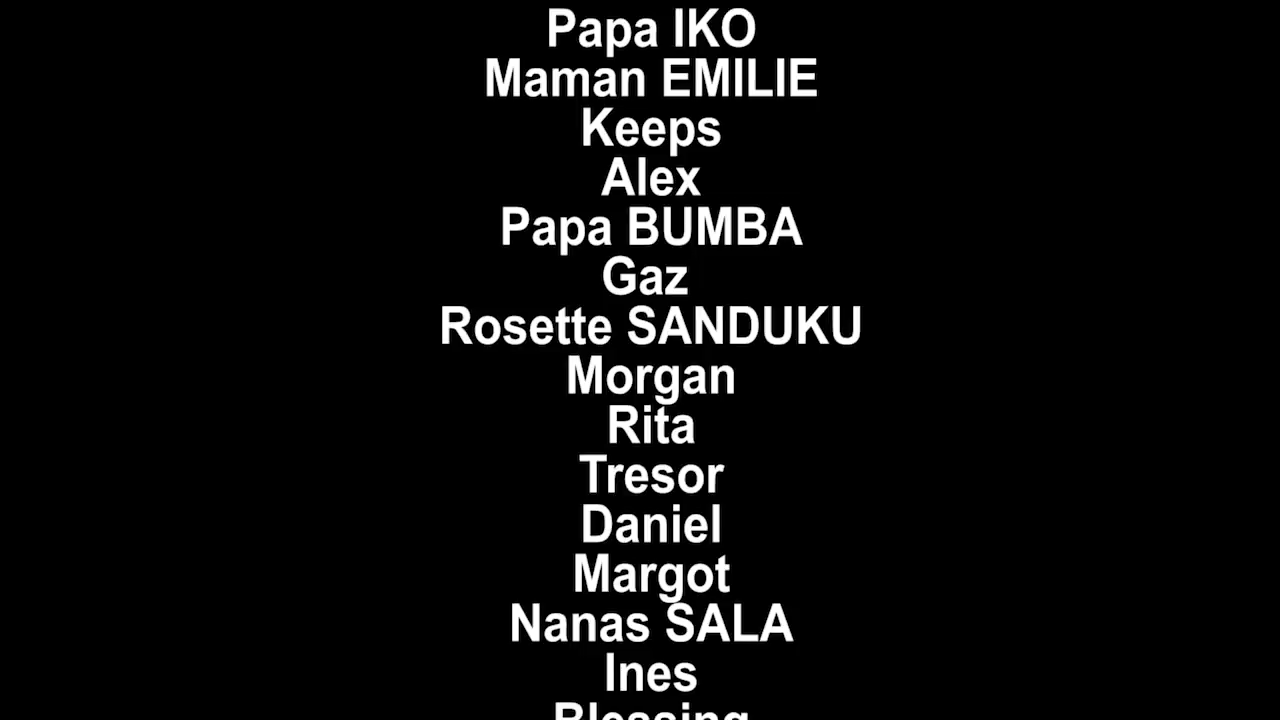 Papa IKO
Maman EMILIE
Keeps
Alex
Papa BUMBA
Gaz
Rosette SANDUKU
Morgan
Rita
Tresor
Daniel
Margot
Nanas SALA
Ines
Blessing